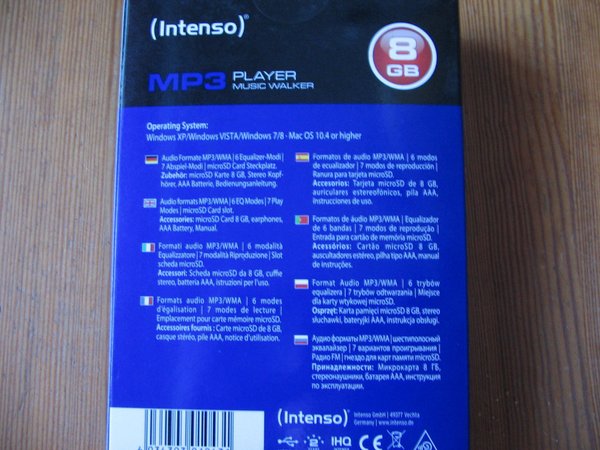 (Intenso)®
8 GB
MP3 PLAYER
MUSIC WALKER
Operating System:
Windows XP/Windows VISTA/Windows 7/8 · Mac OS 10.4 or higher
Audio Formate MP3/WMA | 6 Equalizer-Modi |
7 Abspiel-Modi | microSD Card Steckplatz.
Zubehör: microSD Karte 8 GB, Stereo Kopf-
hörer, AAA Batterio, Bedienungsanleitung.
Audio formats MP3/WMA | 6 EQ Modes | 7 Play
Modes | microSD Card slot.
Accessories: microSD Card 8 GB, earphones,
AAA Battery, Manual.
Formati audio MP3/WMA | 6 modalità
Equalizzatore | 7 modalità Riproduzione | Slot
scheda microSD.
Accessori: Scheda microSD da 8 GB, cuffie
stereo, batteria AAA, istruzioni per l'uso.
Formats audio MP3/WMA | 6 modes
d'égalisation | 7 modes de lecture |
Emplacement pour carte mémoire microSD.
Accessoires fournis : Carte microSD de 8 GB,
casque stéréo, pile AAA, notice d'utilisation.
Formatos de audio MP3/WMA | 6 modos
de ecualizador | 7 modos de reproducción |
Ranura para tarjeta microSD.
Accesorios: Tarjeta microSD de 8 GB,
auriculares estereofónicos, pila AAA,
Instrucciones de uso.
Formatos de áudio MP3/WMA | Equalizador
de 6 bandas | 7 modos de reprodução |
Entrada para cartão de memória microSD.
Acessórios: Cartão microSD 8 GB,
auscultadores estéreo, pilha tipo AAA, manual
de instruções.
Format Audio MP3/WMA | 6 trybów
equalizera | 7 trybów odtwarzania | Miejsce
dla karty wtykowej microSD.
Osprzęt: Karta pamięci microSD 8 GB, stereo
słuchawki, bateryjki AAA, instrukcja obsługi.
Аудио форматы MP3/WMA | шестиполосный
эквалайзер | 7 вариантов проигрывания |
Радио FM | гнездо для карт памяти microSD.
Принадлежности: Микрокарта 8 ГБ,
стереонаушники, батарея AAA, инструкция
по эксплуатации.
(Intenso)®
Intenso GmbH | 49377 Vechta
Germany | www.intenso.de
2
IHQ
CE